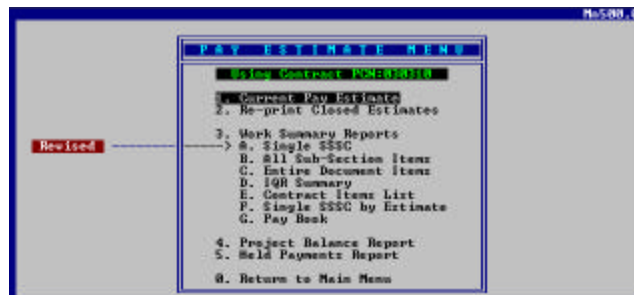 Mn500.
PAY ESTIMATE MENU
Using Contract PCN:030310
1. Current Pay Estimate
2. Re-print Closed Estimates
3. Work Summary Reports
Revised
> A. Single SSSC
B. All Sub-Section Items
C. Entire Document Items
D. IQR Summary
E. Contract Items List
F. Single SSSC by Estimate
G. Pay Book
4. Project Balance Report
5. Held Payments Report
0. Return to Main Menu